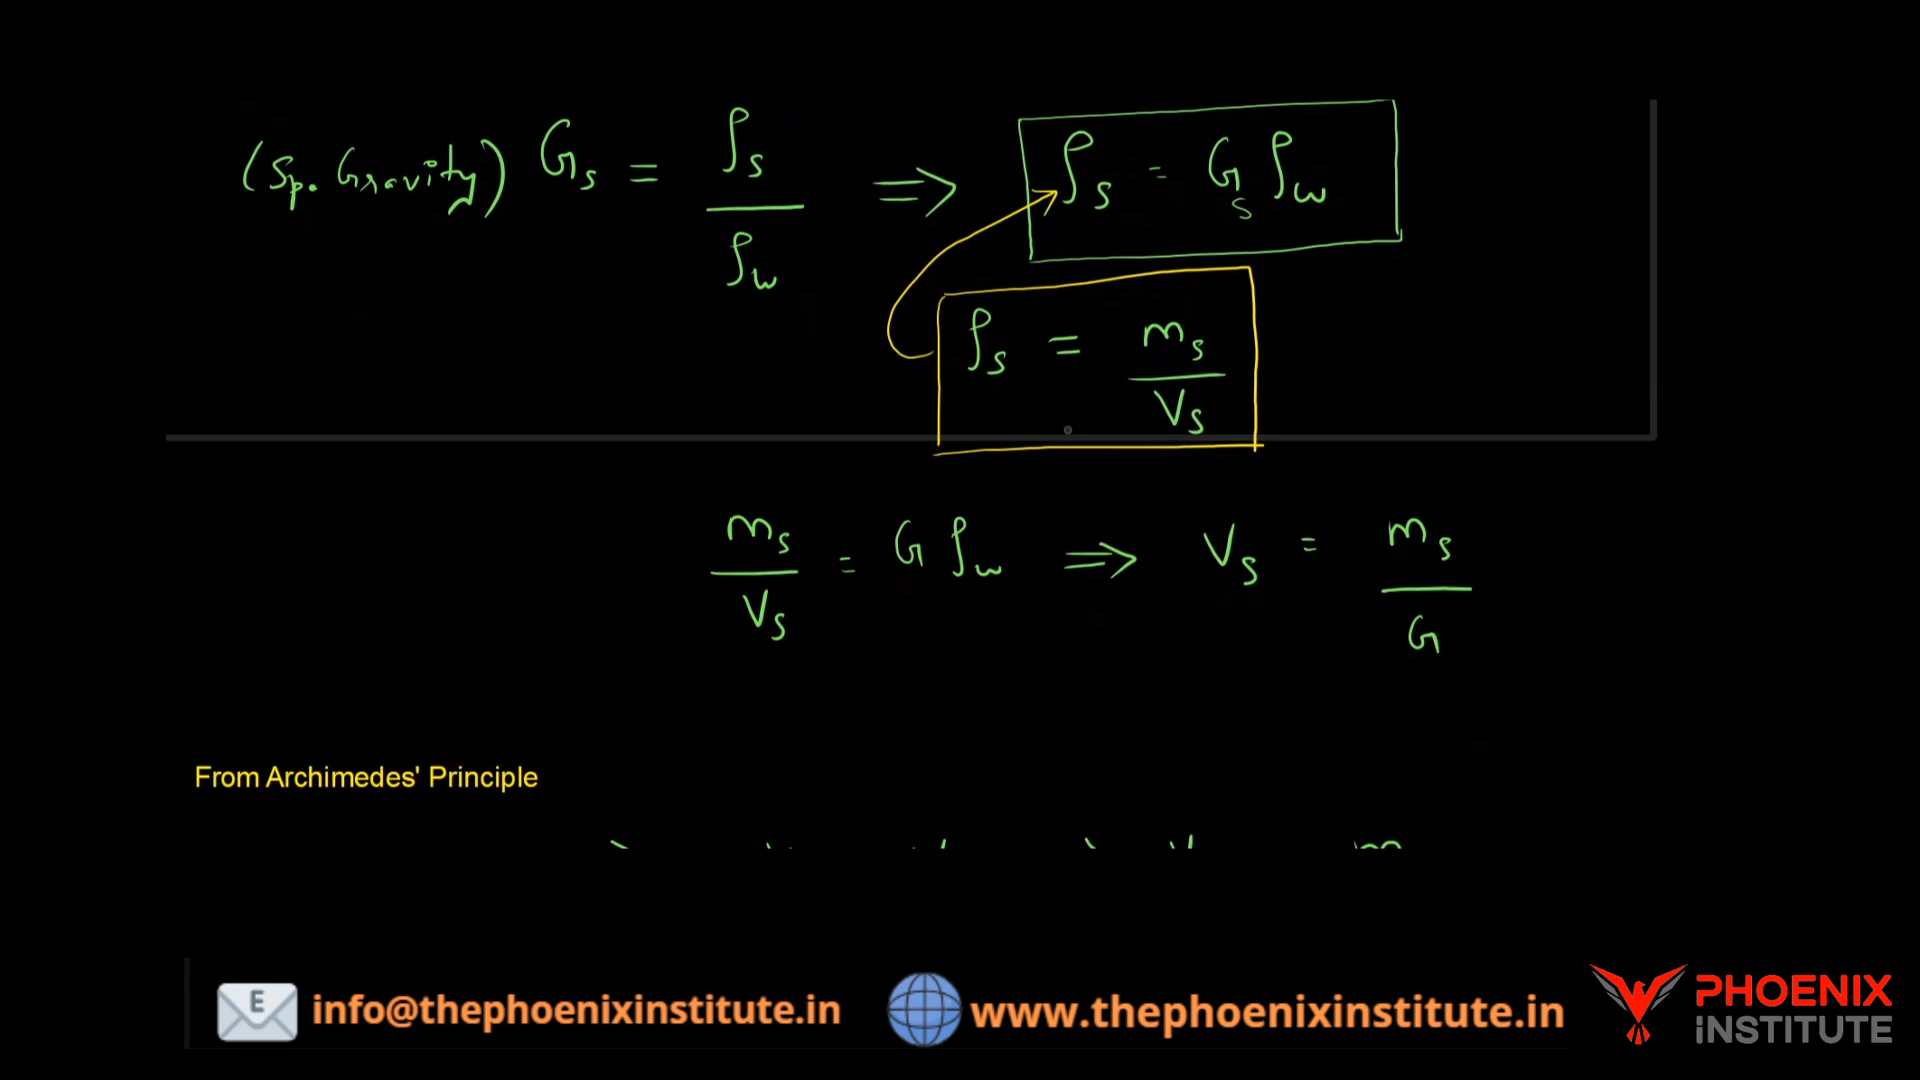 (Sp. Gravity) Gs = ρs / ρw ⇒ ρs = Gs ρw
ρs = ms / Vs
ms / Vs = G ρw ⇒ Vs = ms / G
From Archimedes' Principle
E info@thephoenixinstitute.in www.thephoenixinstitute.in PHOENIX INSTITUTE